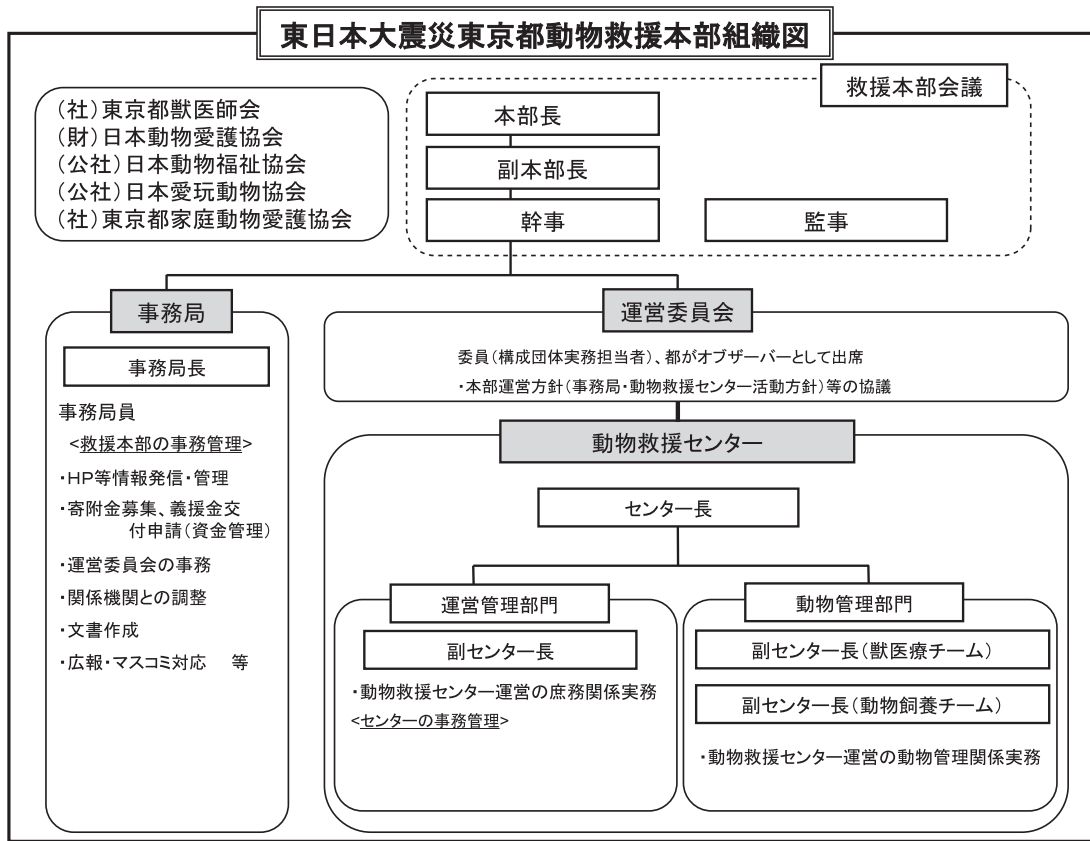 東日本大震災東京都動物救援本部組織図
(社)東京都獣医師会
(財)日本動物愛護協会
(公社)日本動物福祉協会
(公社)日本愛玩動物協会
(社)東京都家庭動物愛護協会
救援本部会議
本部長
副本部長
幹事
監事
事務局
事務局長
事務局員
<救援本部の事務管理>
・HP等情報発信・管理
・寄附金募集、義援金交
付申請(資金管理)
・運営委員会の事務
・関係機関との調整
・文書作成
・広報・マスコミ対応　等
運営委員会
委員(構成団体実務担当者)、都がオブザーバーとして出席
・本部運営方針(事務局・動物救援センター活動方針)等の協議
動物救援センター
センター長
運営管理部門
副センター長
・動物救援センター運営の庶務関係実務
<センターの事務管理>
動物管理部門
副センター長(獣医療チーム)
副センター長(動物飼養チーム)
・動物救援センター運営の動物管理関係実務